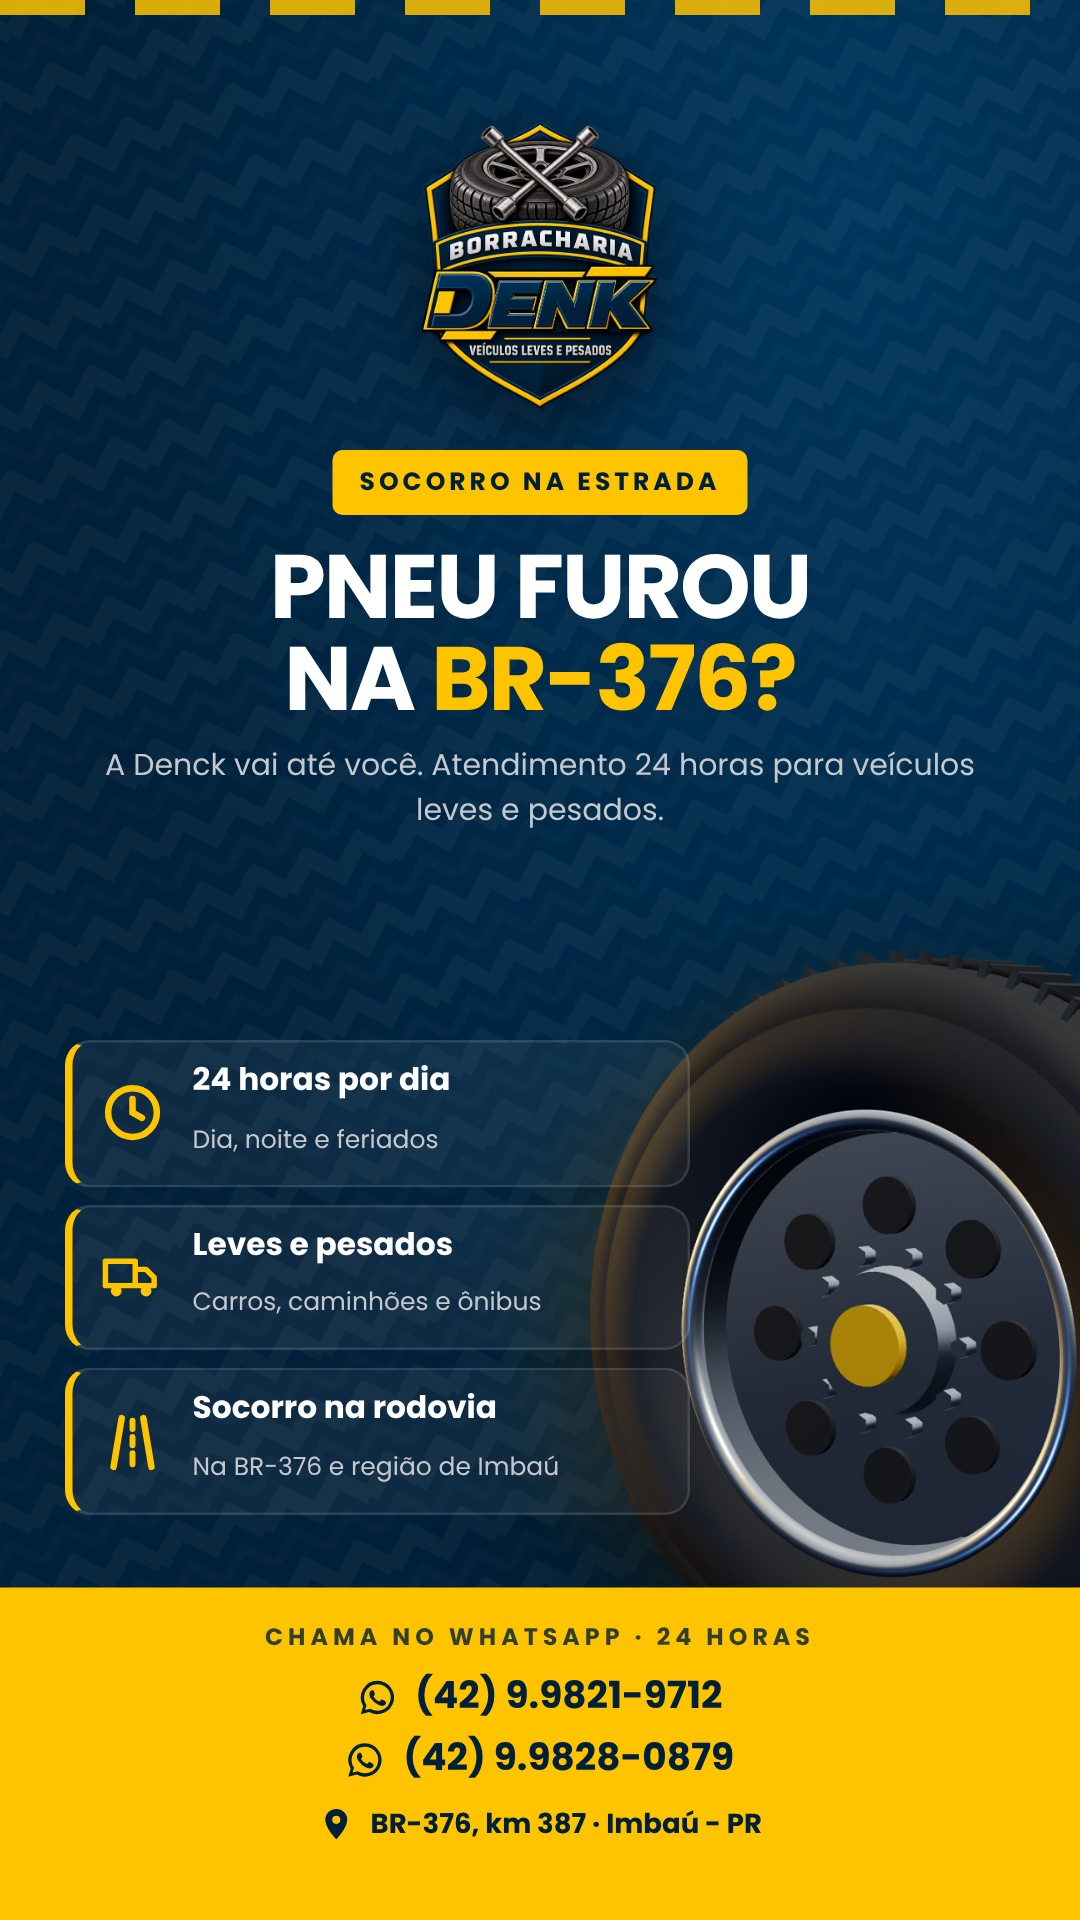 BORRACHARIA
DENK
VEÍCULOS LEVES E PESADOS
SOCORRO NA ESTRADA
PNEU FUROU
NA BR-376?
A Denck vai até você. Atendimento 24 horas para veículos
leves e pesados.
24 horas por dia
Dia, noite e feriados
Leves e pesados
Carros, caminhões e ônibus
Socorro na rodovia
Na BR-376 e região de Imbaú
CHAMA NO WHATSAPP · 24 HORAS
(42) 9.9821-9712
(42) 9.9828-0879
BR-376, km 387 · Imbaú - PR